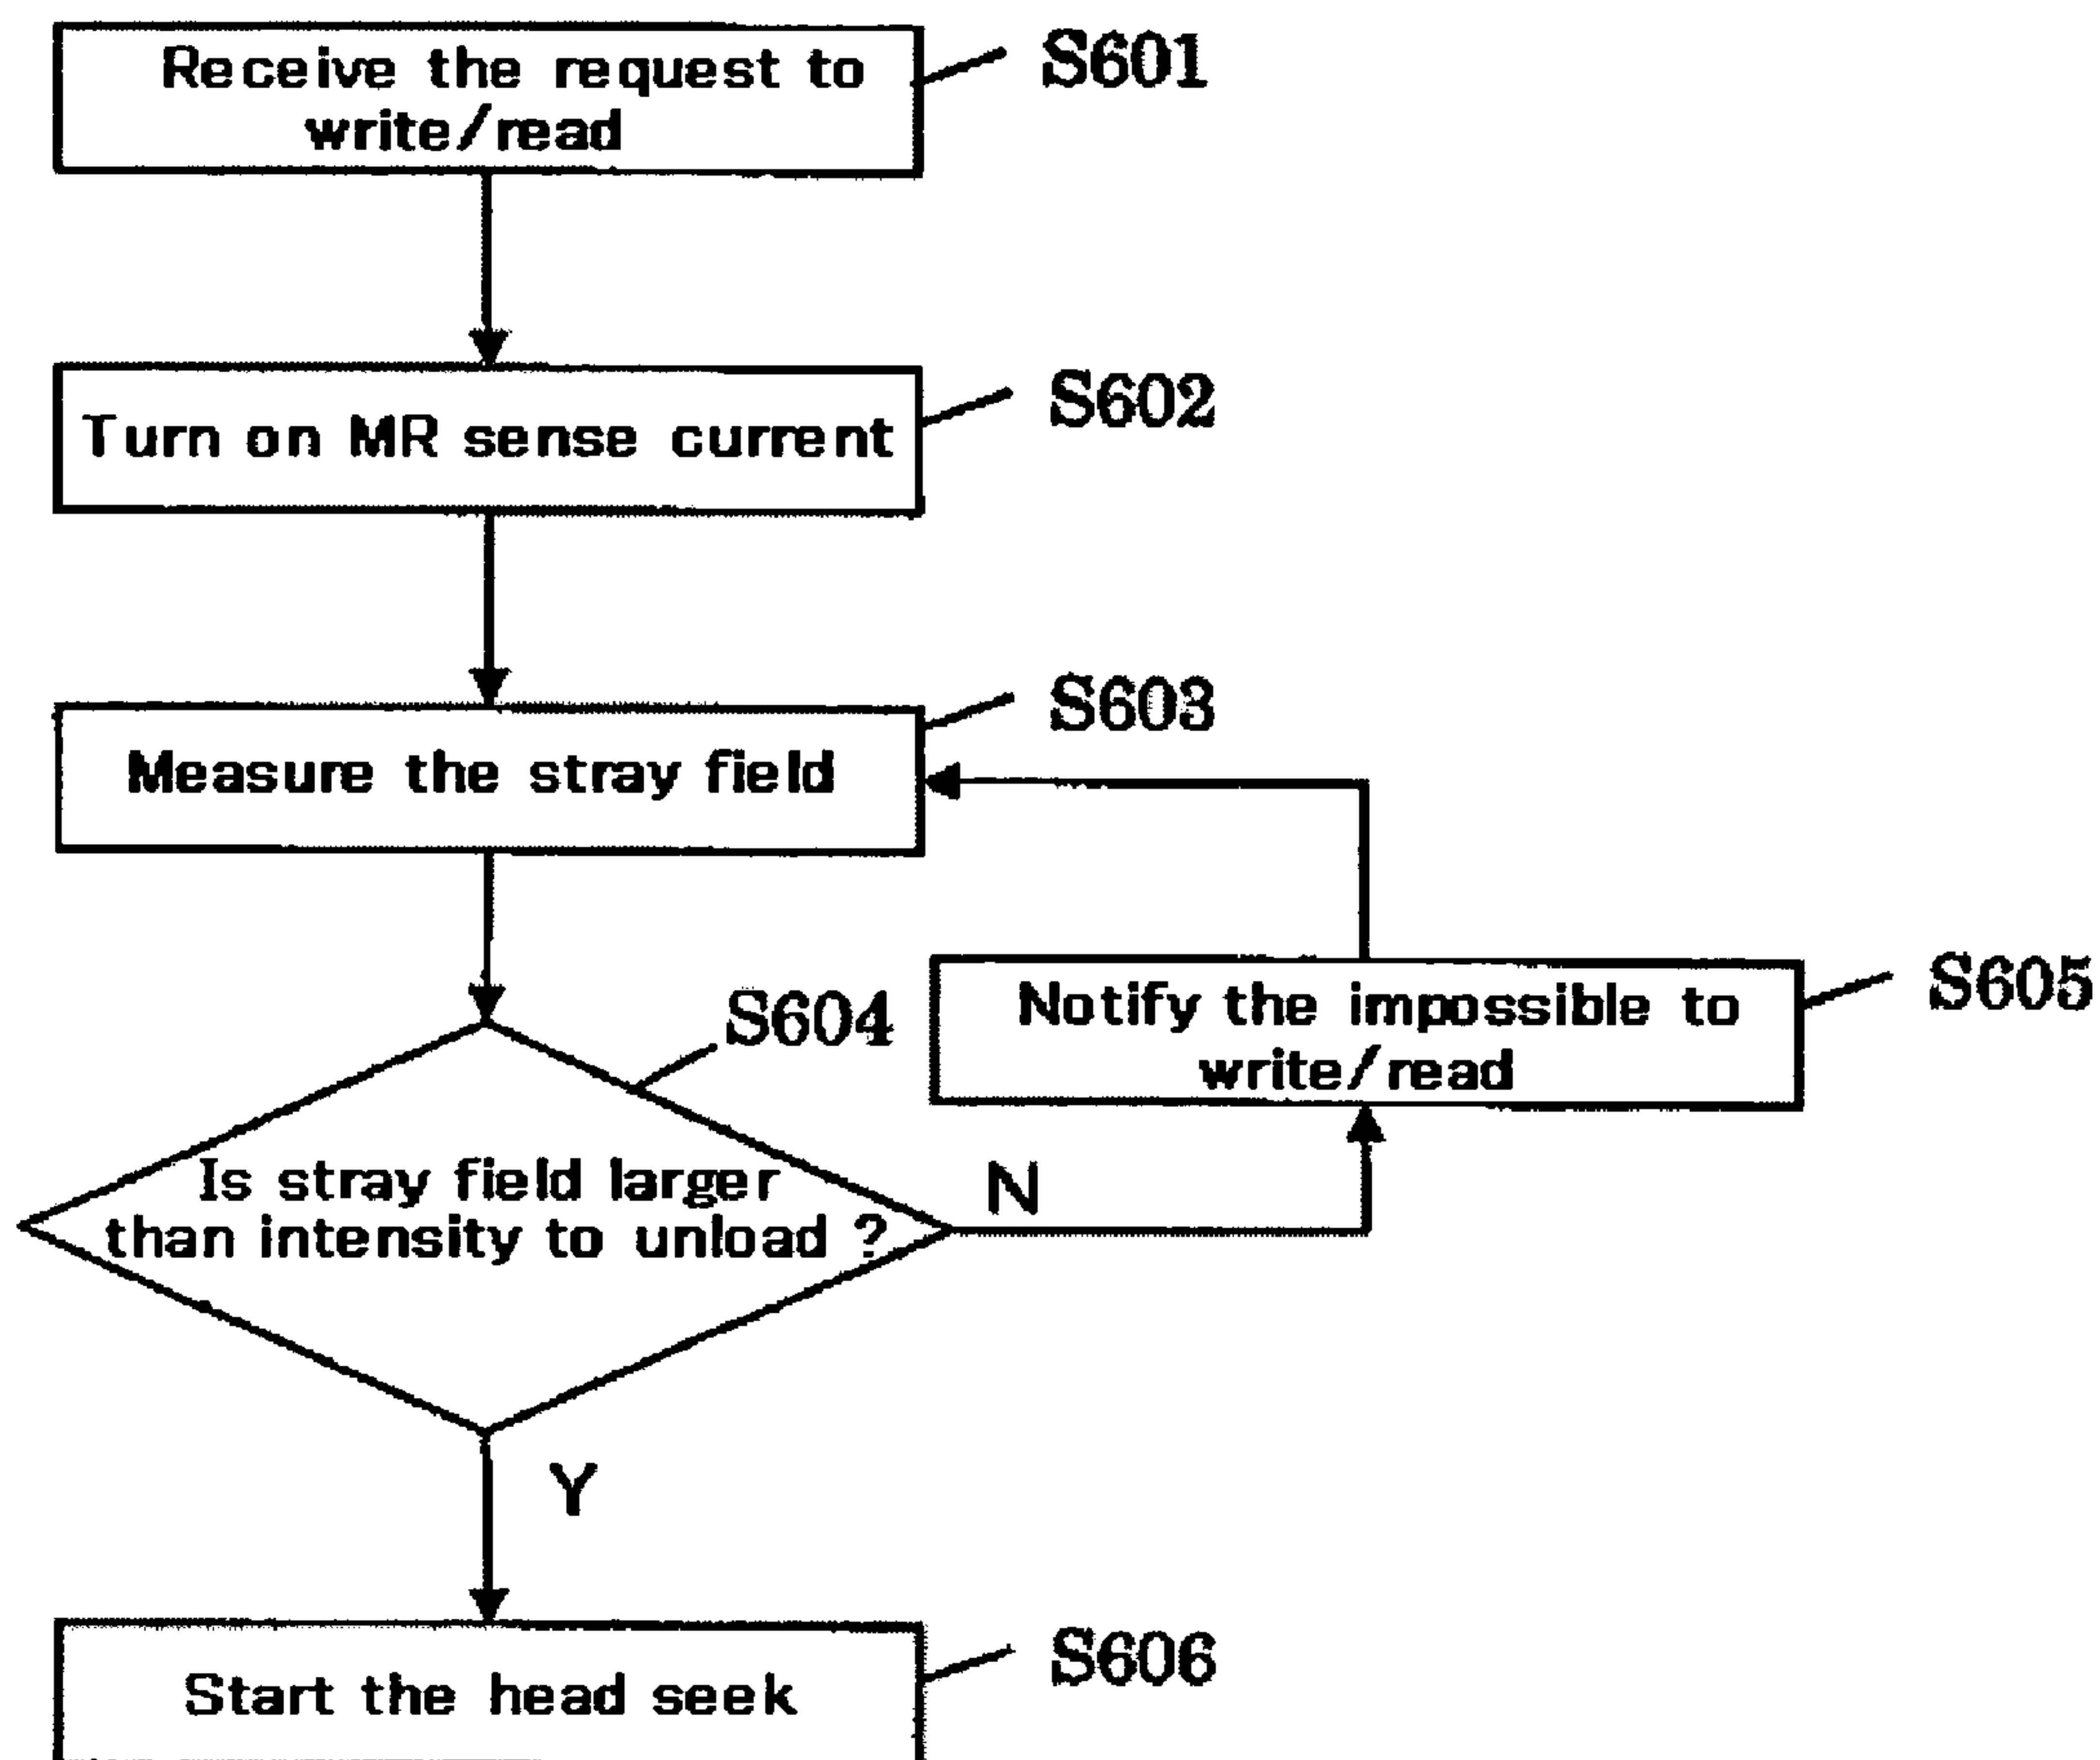 Receive the request to
write/read
S601
Turn on MR sense current
S602
Measure the stray field
S603
Notify the impossible to
write/read
S605
S604
Is stray field larger
than intensity to unload ?
N
Y
Start the head seek
S606